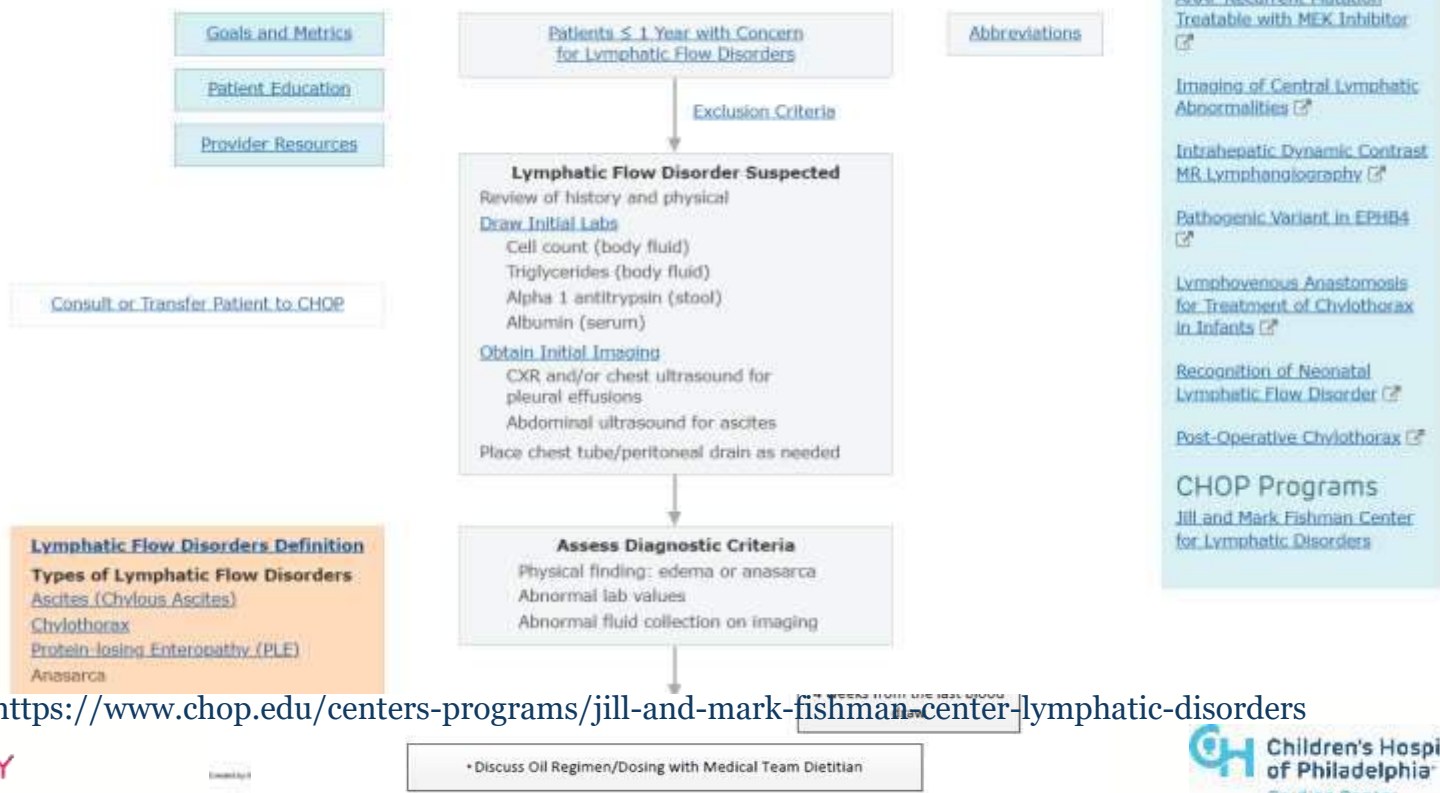 Goals and Metrics
Patient Education
Provider Resources
Consult or Transfer Patient to CHOP
Lymphatic Flow Disorders Definition
Types of Lymphatic Flow Disorders
Ascites (Chylous Ascites)
Chylothorax
Protein-losing Enteropathy (PLE)
Anasarca
Patients ≤ 1 Year with Concern
for Lymphatic Flow Disorders
Exclusion Criteria
Lymphatic Flow Disorder Suspected
Review of history and physical
Draw Initial Labs
Cell count (body fluid)
Triglycerides (body fluid)
Alpha 1 antitrypsin (stool)
Albumin (serum)
Obtain Initial Imaging
CXR and/or chest ultrasound for
pleural effusions
Abdominal ultrasound for ascites
Place chest tube/peritoneal drain as needed
Assess Diagnostic Criteria
Physical finding: edema or anasarca
Abnormal lab values
Abnormal fluid collection on imaging
Abbreviations
Recurrent Mutation
Treatable with MEK Inhibitor
Imaging of Central Lymphatic
Abnormalities
Intrahepatic Dynamic Contrast
MR Lymphangiography
Pathogenic Variant in EPHB4
Lymphovenous Anastomosis
for Treatment of Chylothorax
in Infants
Recognition of Neonatal
Lymphatic Flow Disorder
Post-Operative Chylothorax
CHOP Programs
Jill and Mark Fishman Center
for Lymphatic Disorders
4 weeks from the last blood
draw
https://www.chop.edu/centers-programs/jill-and-mark-fishman-center-lymphatic-disorders
• Discuss Oil Regimen/Dosing with Medical Team Dietitian
Y
Children's Hospi
of Philadelphia